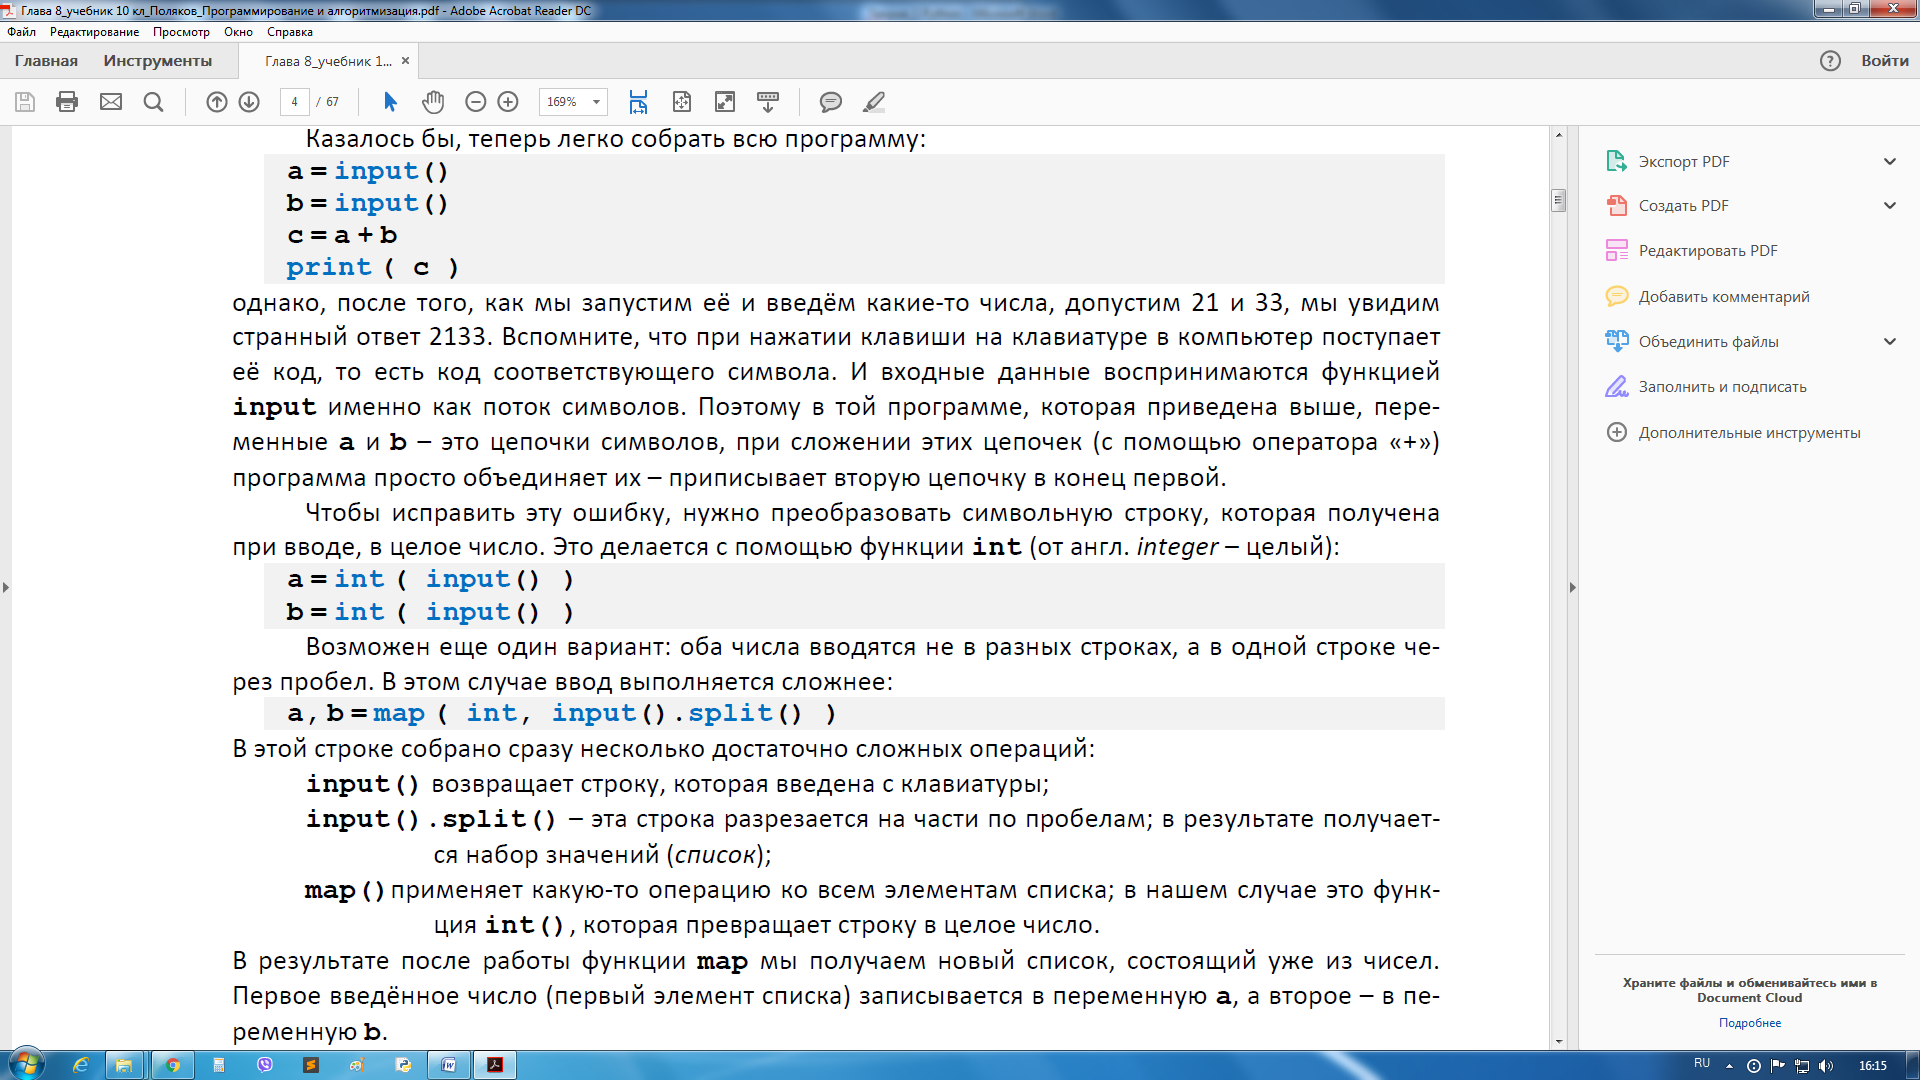 Глава 8_учебник 10 кл_Поляков_Программирование и алгоритмизация.pdf - Adobe Acrobat Reader DC
Файл Редактирование Просмотр Окно Справка
Главная Инструменты Глава 8_учебник 1... × Войти
4 / 67 169%
Казалось бы, теперь легко собрать всю программу:
a = input()
b = input()
c = a + b
print ( c )
однако, после того, как мы запустим её и введём какие-то числа, допустим 21 и 33, мы увидим
странный ответ 2133. Вспомните, что при нажатии клавиши на клавиатуре в компьютер поступает
её код, то есть код соответствующего символа. И входные данные воспринимаются функцией
input именно как поток символов. Поэтому в той программе, которая приведена выше, пере-
менные a и b – это цепочки символов, при сложении этих цепочек (с помощью оператора «+»)
программа просто объединяет их – приписывает вторую цепочку в конец первой.
Чтобы исправить эту ошибку, нужно преобразовать символьную строку, которая получена
при вводе, в целое число. Это делается с помощью функции int (от англ. integer – целый):
a = int ( input() )
b = int ( input() )
Возможен еще один вариант: оба числа вводятся не в разных строках, а в одной строке че-
рез пробел. В этом случае ввод выполняется сложнее:
a, b = map ( int, input().split() )
В этой строке собрано сразу несколько достаточно сложных операций:
input() возвращает строку, которая введена с клавиатуры;
input().split() – эта строка разрезается на части по пробелам; в результате получает-
ся набор значений (список);
map()применяет какую-то операцию ко всем элементам списка; в нашем случае это функ-
ция int(), которая превращает строку в целое число.
В результате после работы функции map мы получаем новый список, состоящий уже из чисел.
Первое введённое число (первый элемент списка) записывается в переменную a, а второе – в пе-
ременную b.
Экспорт PDF
Создать PDF
Редактировать PDF
Добавить комментарий
Объединить файлы
Заполнить и подписать
Дополнительные инструменты
Храните файлы и обменивайтесь ими в
Document Cloud
Подробнее
RU 16:15